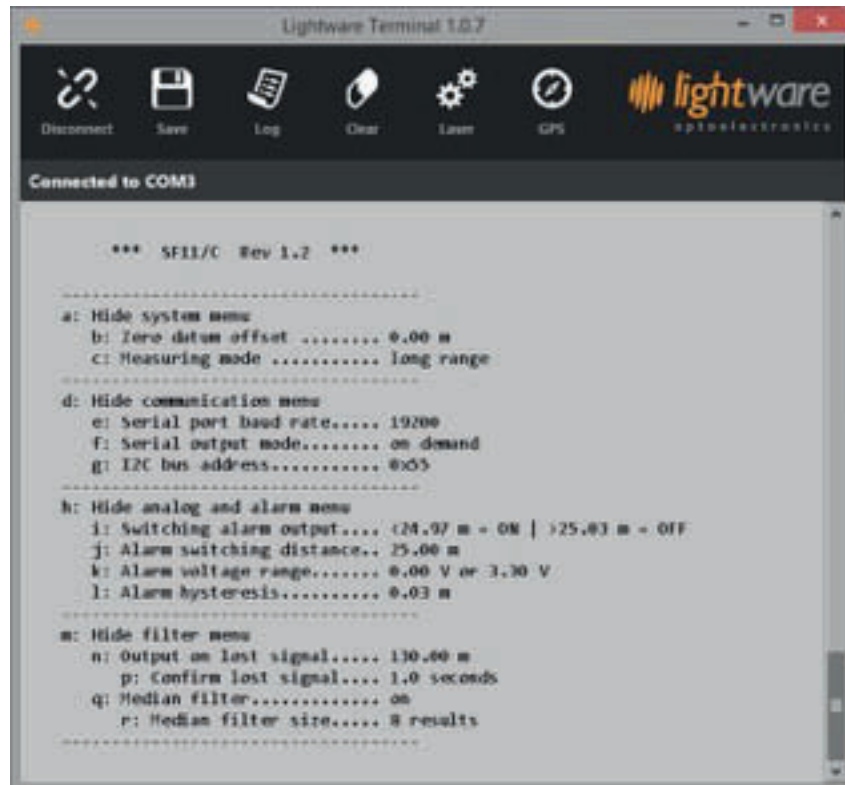 Lightware Terminal 1.0.7
Disconnect Save Log Clear Laser GPS lightware
optoelectronics
Connected to COM3
*** SF11/C Rev 1.2 ***
-------------------------------------
a: Hide system menu
b: Zero datum offset ........ 0.00 m
c: Measuring mode ........... long range
-------------------------------------
d: Hide communication menu
e: Serial port baud rate..... 19200
f: Serial output mode........ on demand
g: I2C bus address........... 0x55
-------------------------------------
h: Hide analog and alarm menu
i: Switching alarm output.... <24.97 m = ON | >25.03 m = OFF
j: Alarm switching distance.. 25.00 m
k: Alarm voltage range....... 0.00 V or 3.30 V
l: Alarm hysteresis.......... 0.03 m
-------------------------------------
m: Hide filter menu
n: Output on lost signal..... 130.00 m
p: Confirm lost signal.... 1.0 seconds
q: Median filter............. on
r: Median filter size..... 8 results
-------------------------------------